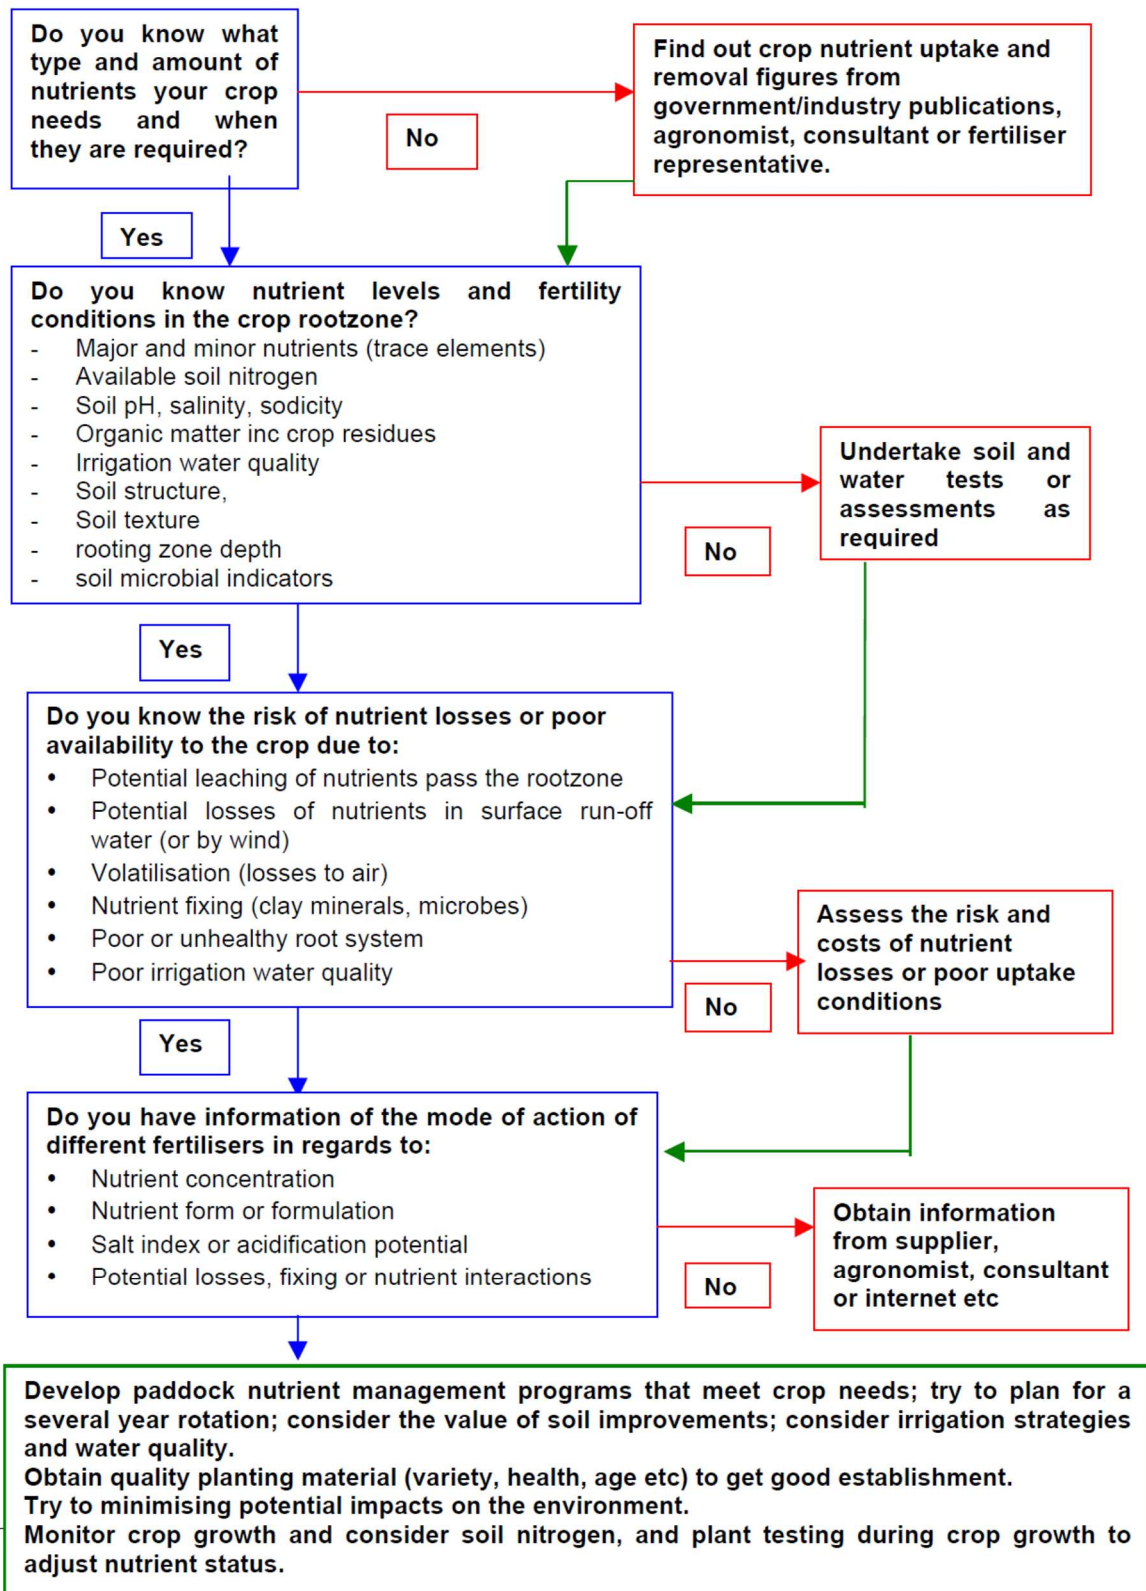 Do you know what
type and amount of
nutrients your crop
needs and when
they are required?
Find out crop nutrient uptake and
removal figures from
government/industry publications,
agronomist, consultant or fertiliser
representative.
No
Yes
Do you know nutrient levels and fertility
conditions in the crop rootzone?
- Major and minor nutrients (trace elements)
- Available soil nitrogen
- Soil pH, salinity, sodicity
- Organic matter inc crop residues
- Irrigation water quality
- Soil structure,
- Soil texture
- rooting zone depth
- soil microbial indicators
Undertake soil and
water tests or
assessments as
required
No
Yes
Do you know the risk of nutrient losses or poor
availability to the crop due to:
• Potential leaching of nutrients pass the rootzone
• Potential losses of nutrients in surface run-off
water (or by wind)
• Volatilisation (losses to air)
• Nutrient fixing (clay minerals, microbes)
• Poor or unhealthy root system
• Poor irrigation water quality
Assess the risk and
costs of nutrient
losses or poor uptake
conditions
No
Yes
Do you have information of the mode of action of
different fertilisers in regards to:
• Nutrient concentration
• Nutrient form or formulation
• Salt index or acidification potential
• Potential losses, fixing or nutrient interactions
Obtain information
from supplier,
agronomist, consultant
or internet etc
No
Develop paddock nutrient management programs that meet crop needs; try to plan for a
several year rotation; consider the value of soil improvements; consider irrigation strategies
and water quality.
Obtain quality planting material (variety, health, age etc) to get good establishment.
Try to minimising potential impacts on the environment.
Monitor crop growth and consider soil nitrogen, and plant testing during crop growth to
adjust nutrient status.